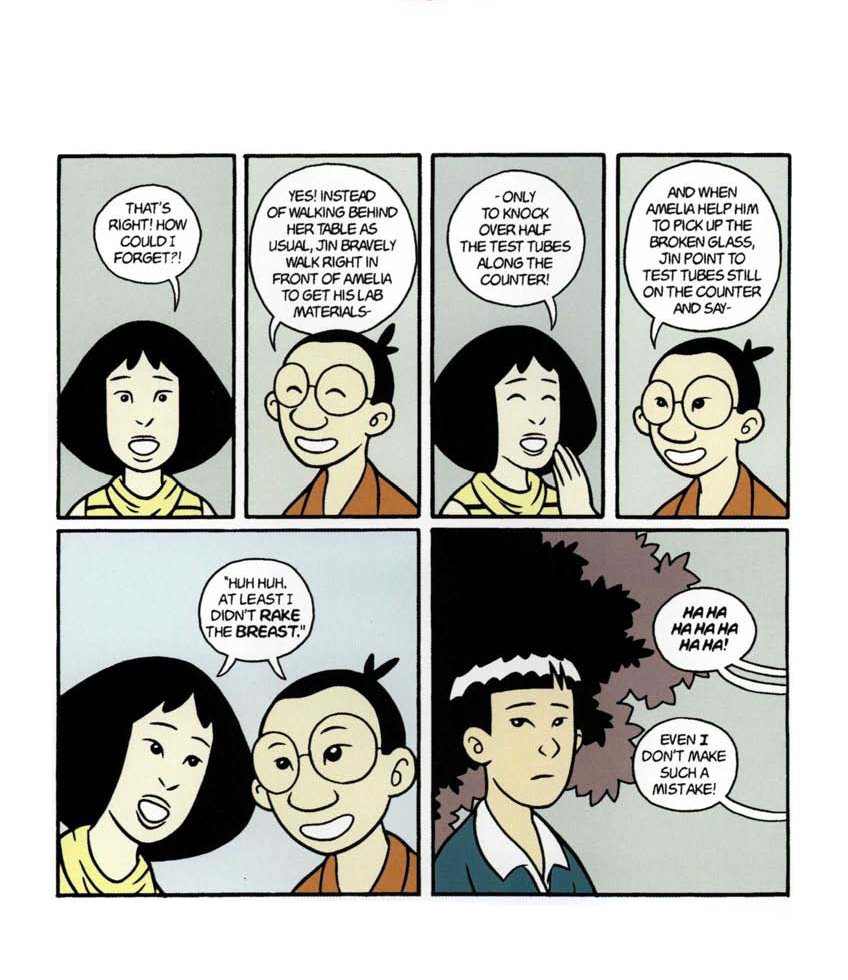 THAT'S
RIGHT! HOW
COULD I
FORGET?!
YES! INSTEAD
OF WALKING BEHIND
HER TABLE AS
USUAL, JIN BRAVELY
WALK RIGHT IN
FRONT OF AMELIA
TO GET HIS LAB
MATERIALS-
- ONLY
TO KNOCK
OVER HALF
THE TEST TUBES
ALONG THE
COUNTER!
AND WHEN
AMELIA HELP HIM
TO PICK UP THE
BROKEN GLASS,
JIN POINT TO
TEST TUBES STILL
ON THE COUNTER
AND SAY-
"HUH HUH.
AT LEAST I
DIDN'T RAKE
THE BREAST."
HA HA
HA HA HA
HA HA!
EVEN I
DON'T MAKE
SUCH A
MISTAKE!